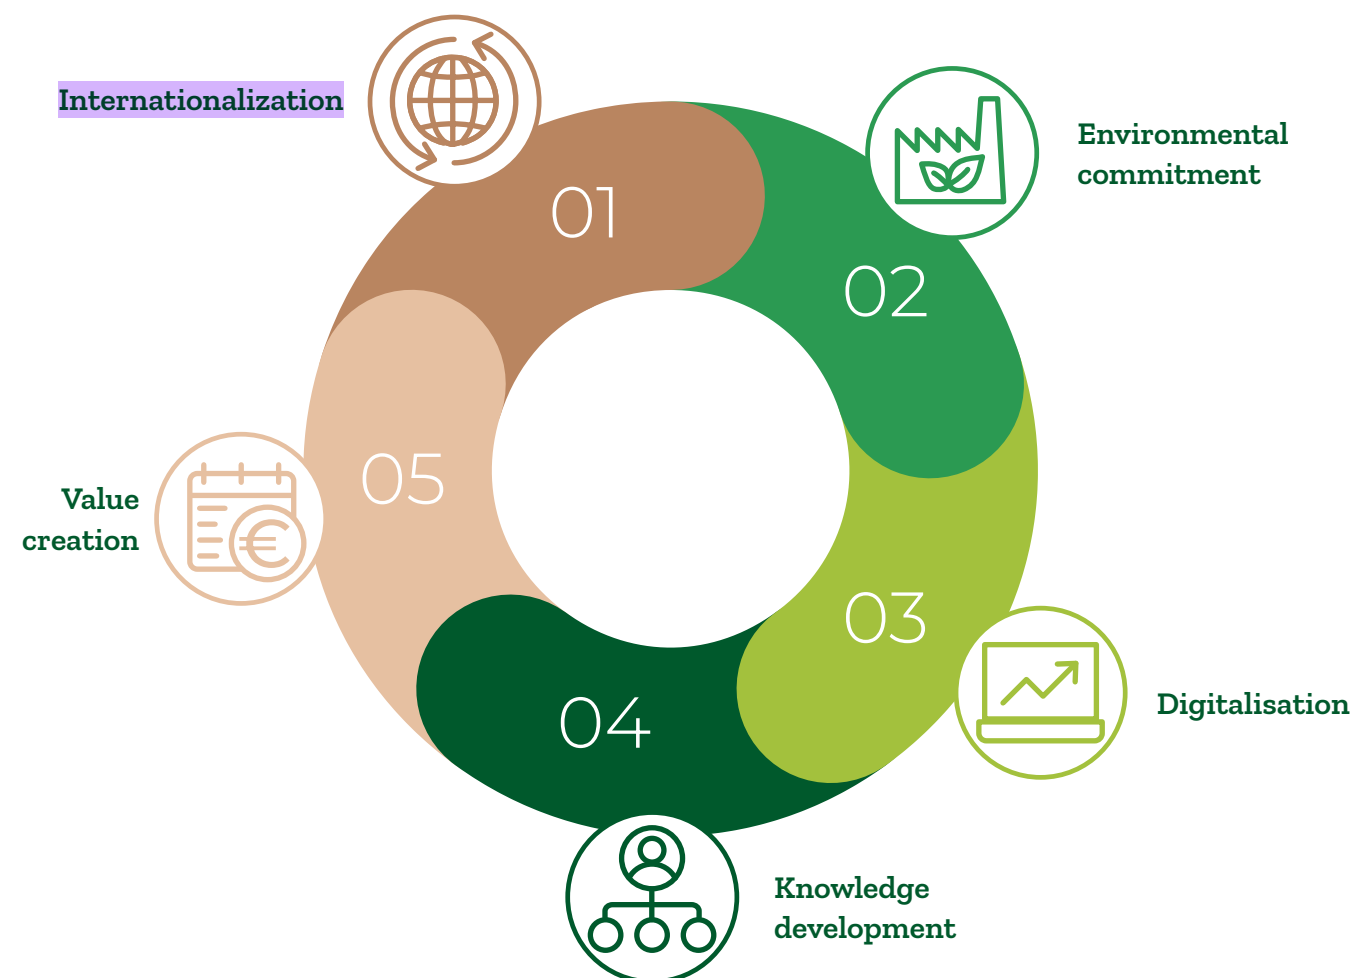 Internationalization
01
Environmental
commitment
02
03
Digitalisation
04
Knowledge
development
05
Value
creation